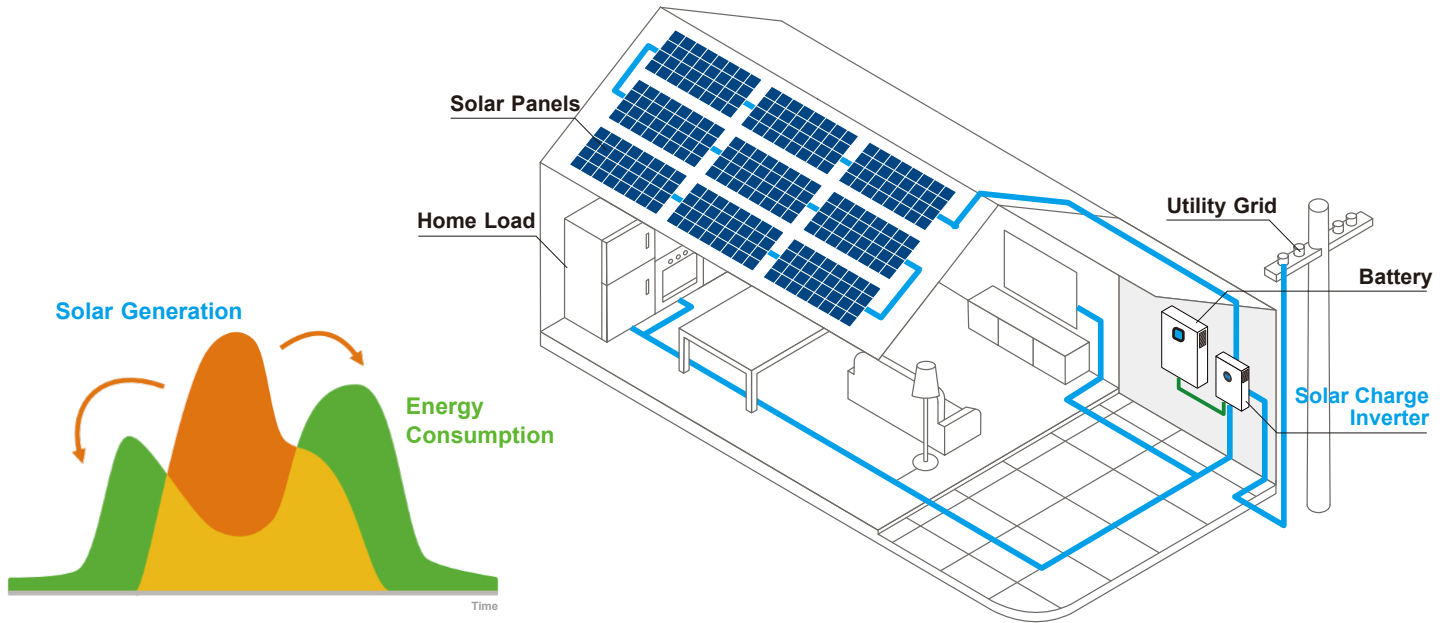 Solar Panels
Home Load
Utility Grid
Battery
Solar Charge
Inverter
Solar Generation
Energy
Consumption
Time